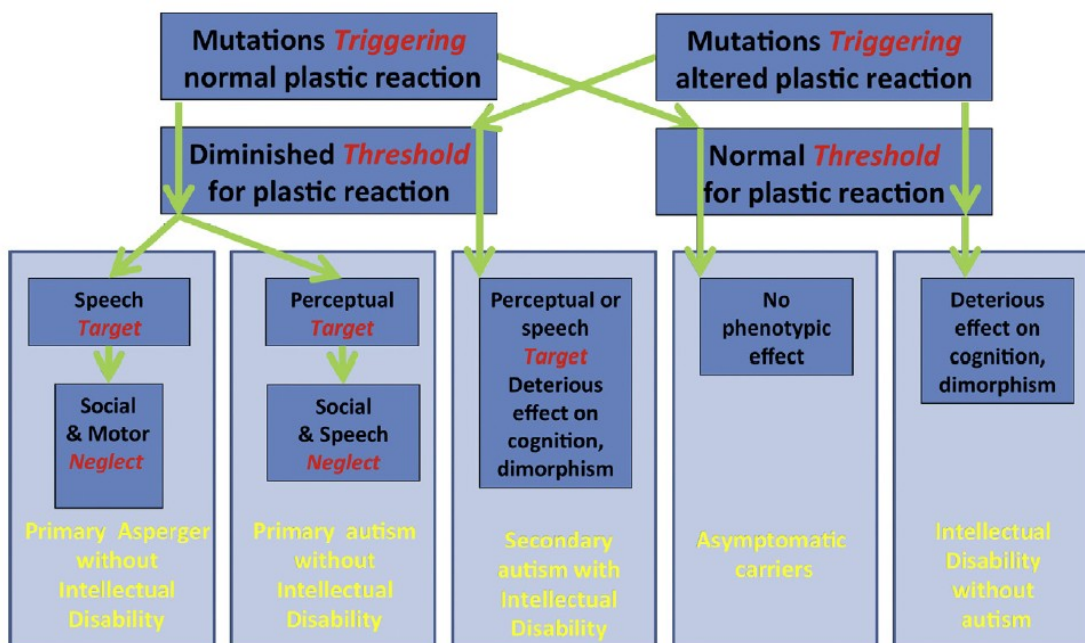 Mutations Triggering
normal plastic reaction
Mutations Triggering
altered plastic reaction
Diminished Threshold
for plastic reaction
Normal Threshold
for plastic reaction
Speech
Target
Social
& Motor
Neglect
Primary Asperger
without
Intellectual
Disability
Perceptual
Target
Social
& Speech
Neglect
Primary autism
without
Intellectual
Disability
Perceptual or
speech
Target
Deterious
effect on
cognition,
dimorphism
Secondary
autism with
Intellectual
Disability
No
phenotypic
effect
Asymptomatic
carriers
Deterious
effect on
cognition,
dimorphism
Intellectual
Disability
without
autism